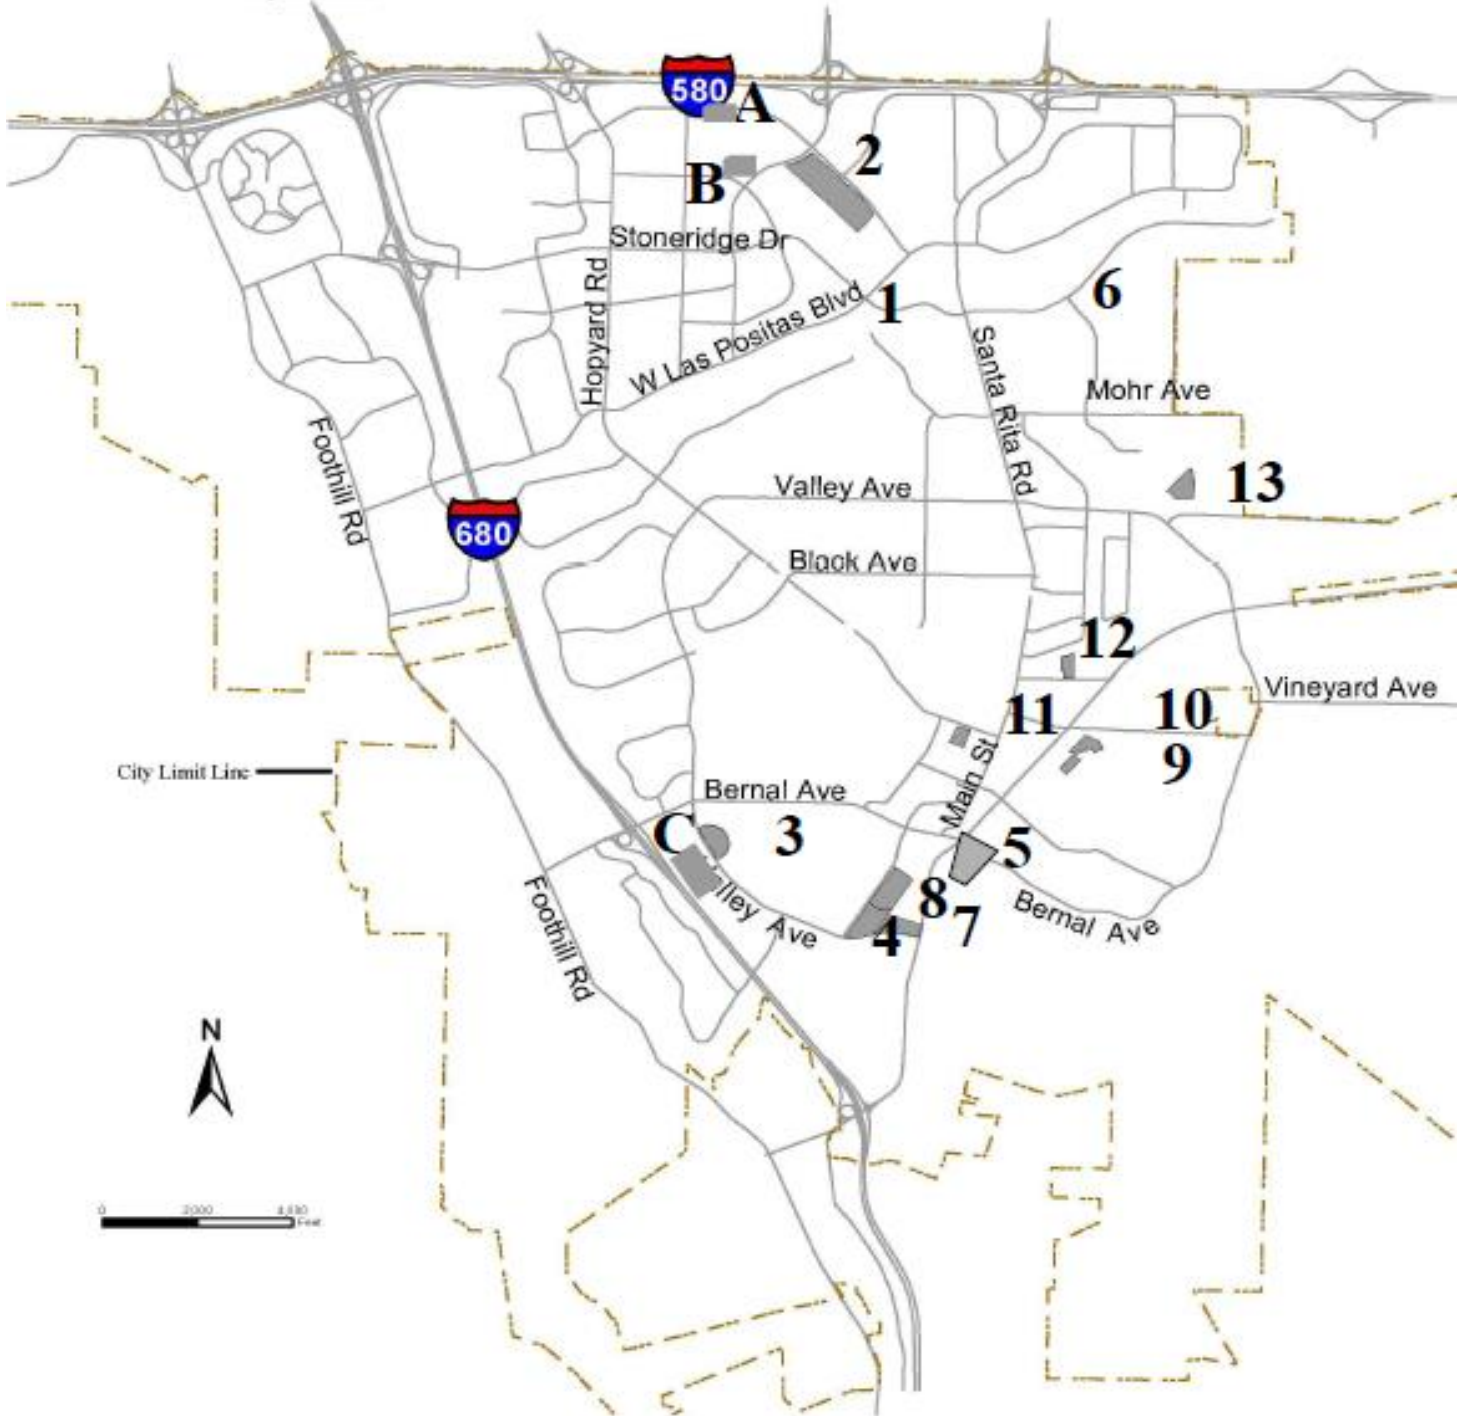 580
A
2
B
Stoneridge Dr
Hopyard Rd
W Las Positas Blvd
1
6
Santa Rita Rd
Mohr Ave
Foothill Rd
Valley Ave
13
680
Black Ave
12
Vineyard Ave
11
10
9
City Limit Line
Main St
Bernal Ave
C
3
5
Foothill Rd
lley Ave
8
4
7
Bernal Ave
N
0
2,000
Feet